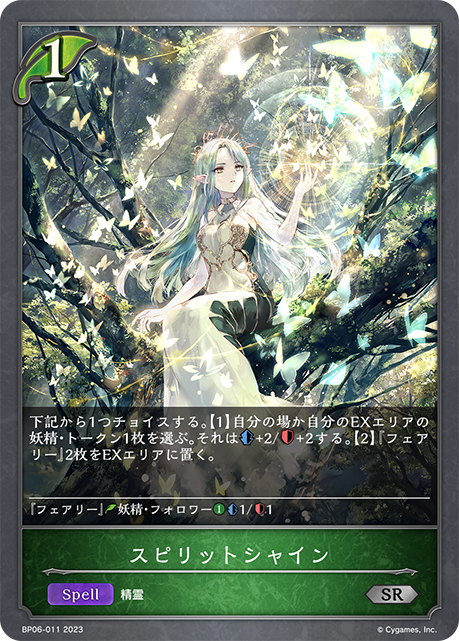 1
下記から1つチョイスする。【1】自分の場か自分のEXエリアの
妖精・トークン1枚を選ぶ。それは+2/+2する。【2】『フェア
リー』2枚をEXエリアに置く。
『フェアリー』妖精・フォロワー1 1/1
スピリットシャイン
Spell 精霊 SR
BP06-011 2023 © Cygames, Inc.